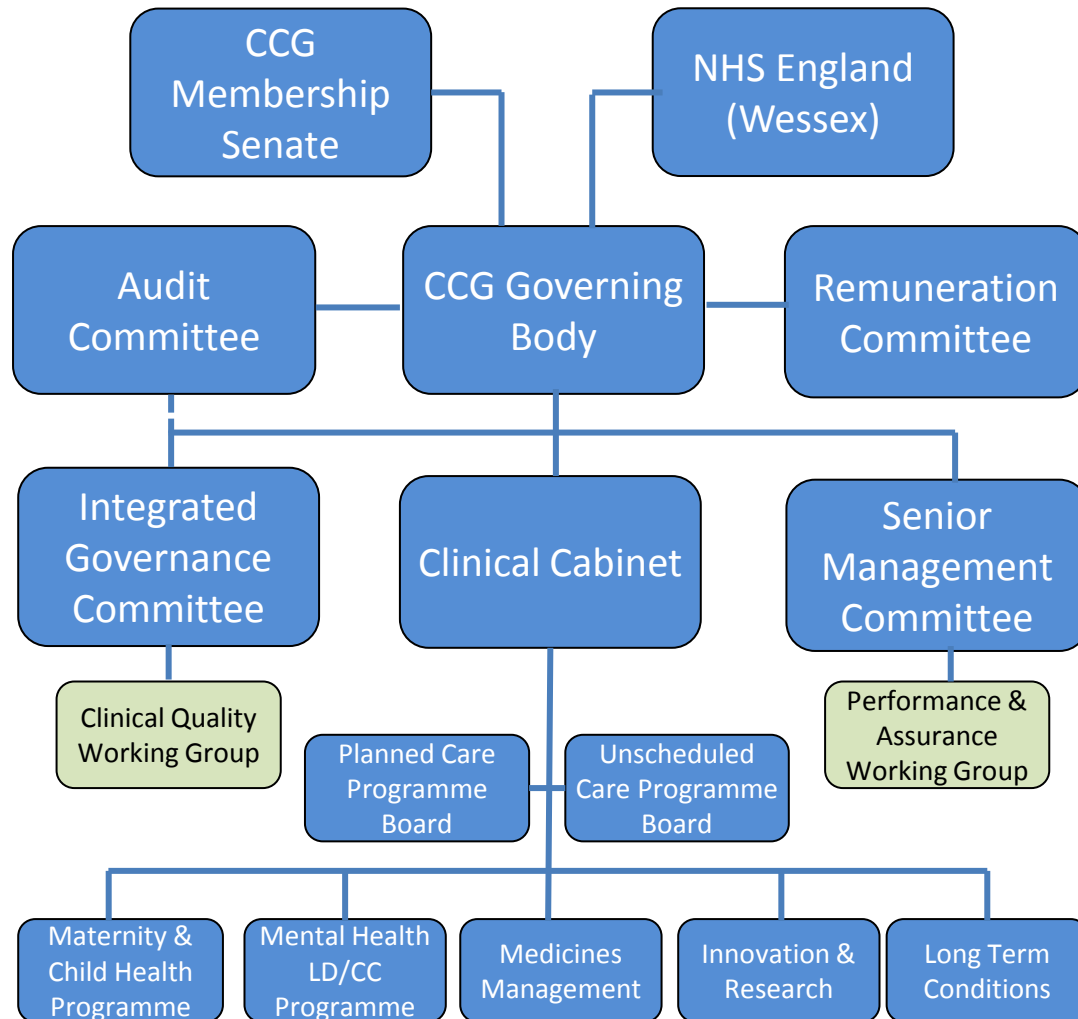 CCG
Membership
Senate
NHS England
(Wessex)
Audit
Committee
CCG Governing
Body
Remuneration
Committee
Integrated
Governance
Committee
Clinical Cabinet
Senior
Management
Committee
Clinical Quality
Working Group
Performance &
Assurance
Working Group
Planned Care
Programme
Board
Unscheduled
Care Programme
Board
Maternity &
Child Health
Programme
Mental Health
LD/CC
Programme
Medicines
Management
Innovation &
Research
Long Term
Conditions